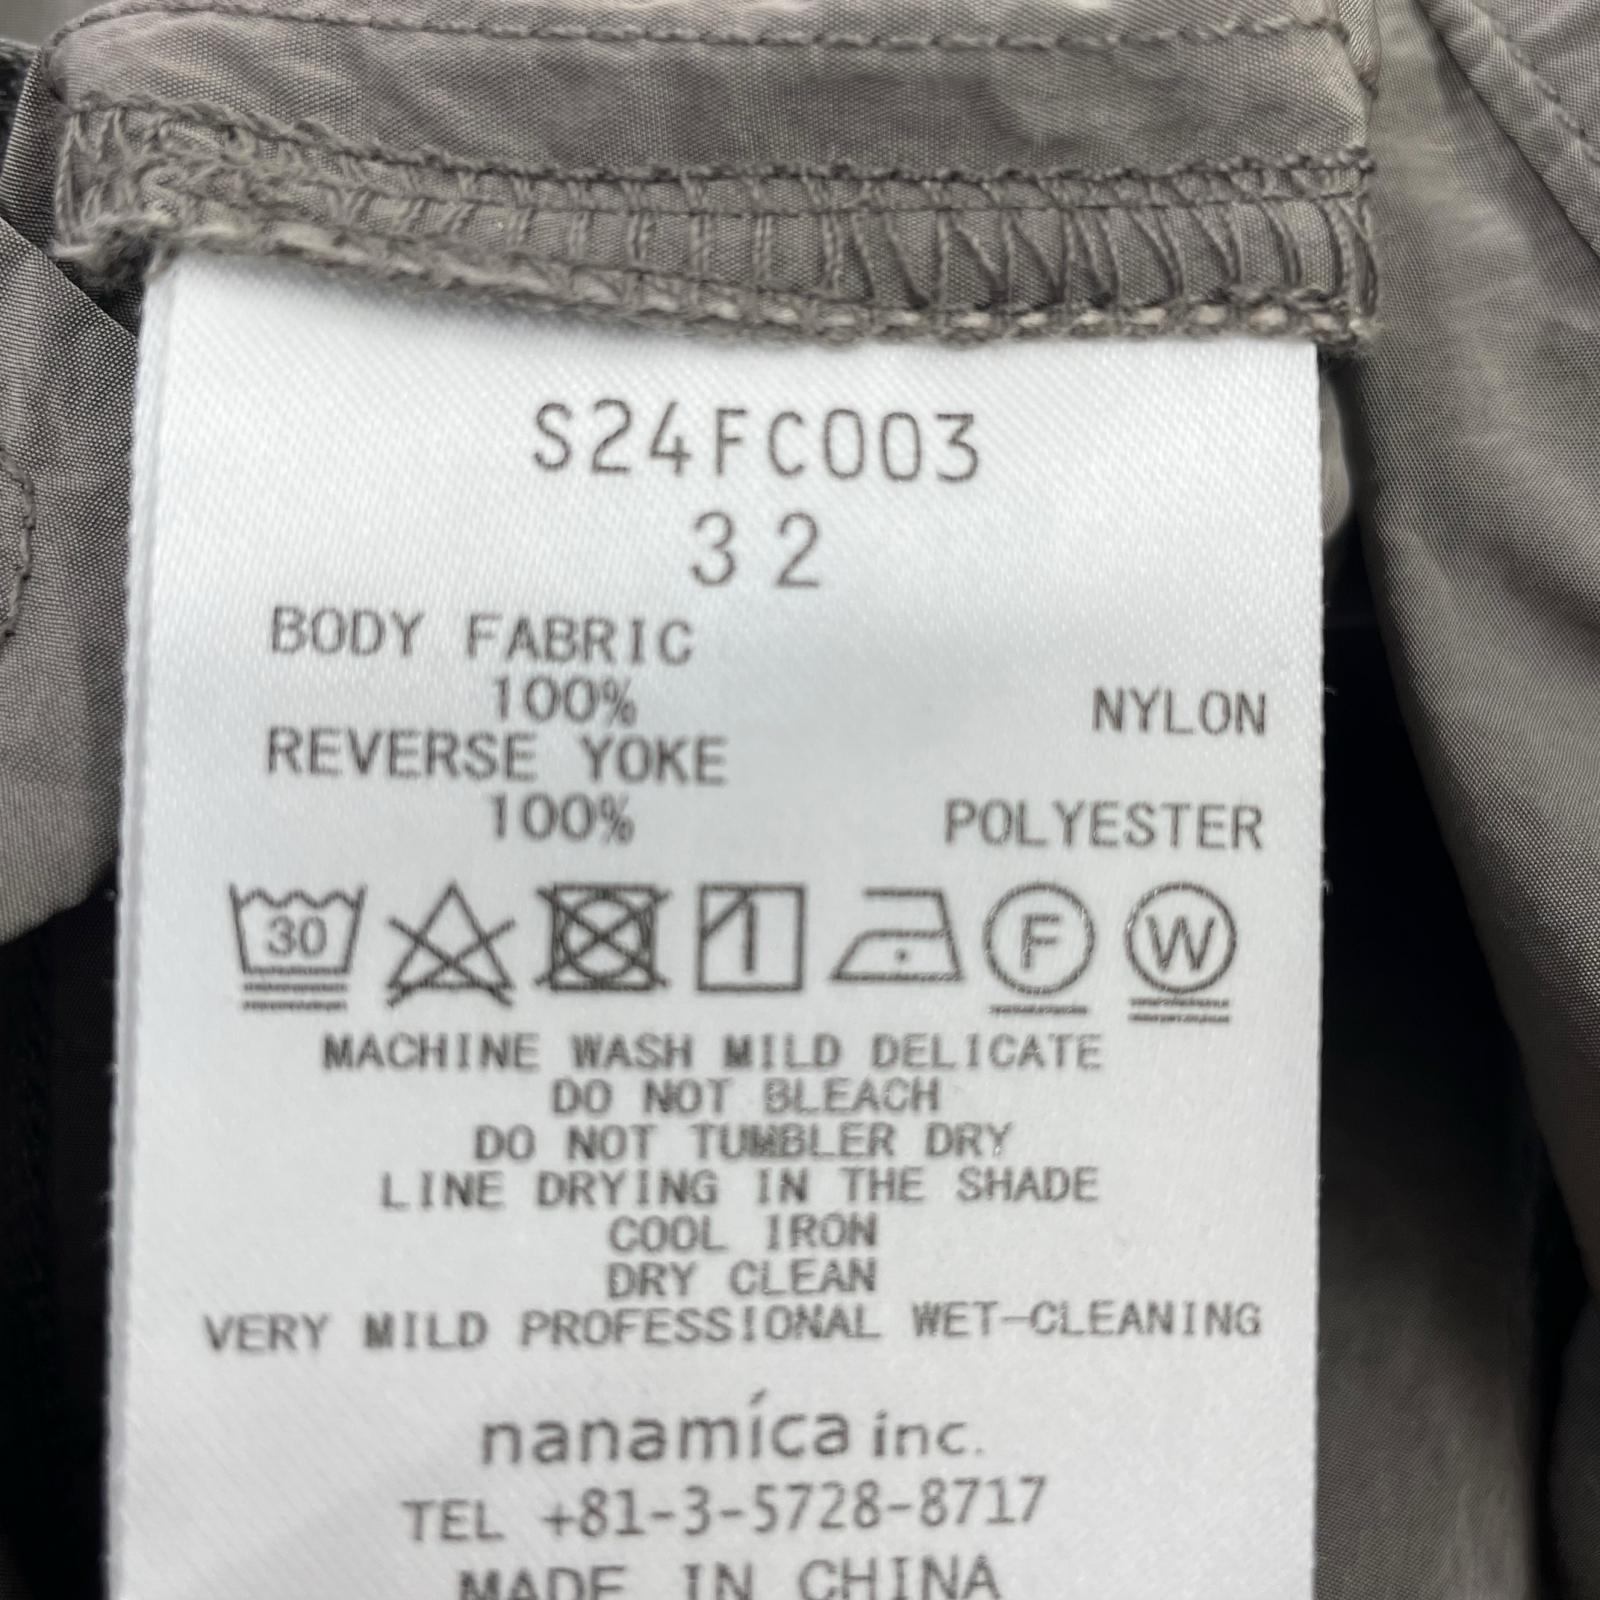 S24FC003
32
BODY FABRIC
100% NYLON
REVERSE YOKE
100% POLYESTER
30 F W
MACHINE WASH MILD DELICATE
DO NOT BLEACH
DO NOT TUMBLER DRY
LINE DRYING IN THE SHADE
COOL IRON
DRY CLEAN
VERY MILD PROFESSIONAL WET-CLEANING
nanamíca inc.
TEL +81-3-5728-8717
MADE IN CHINA